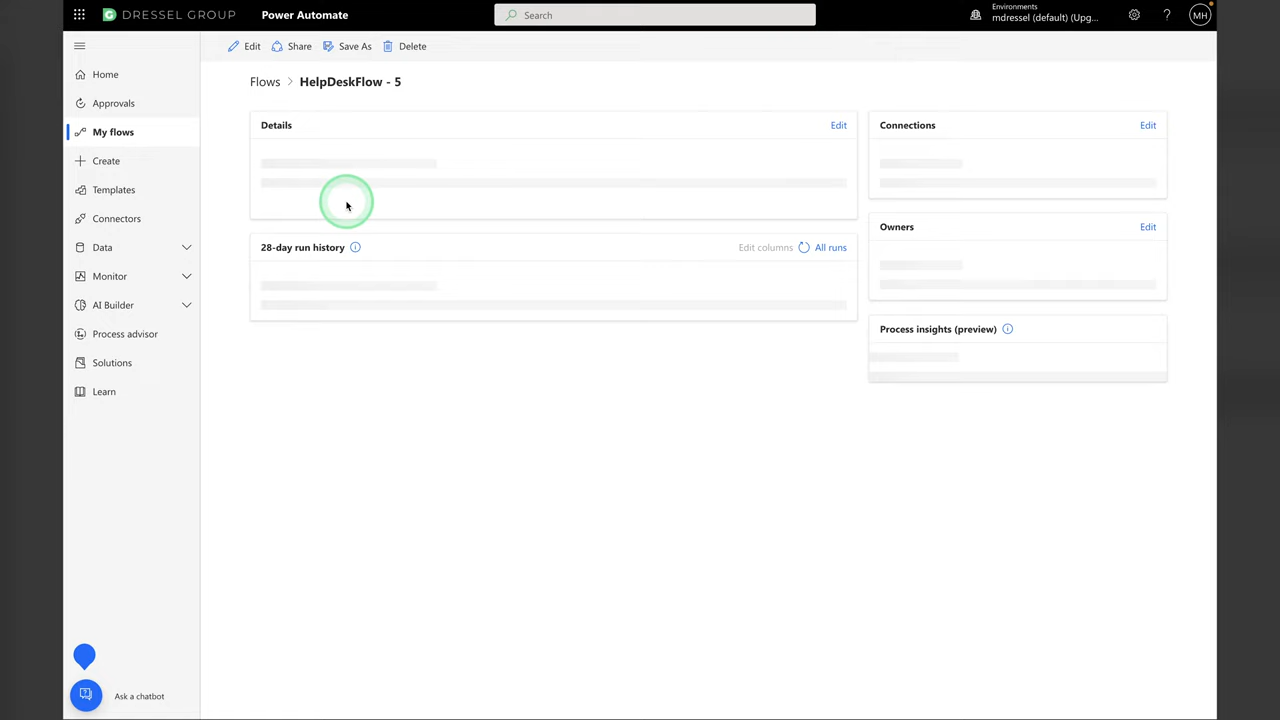 DRESSEL GROUP
Power Automate
Search
Environments
mdressel (default) (Upg...
?
MH
Edit
Share
Save As
Delete
Home
Approvals
My flows
Create
Templates
Connectors
Data
Monitor
AI Builder
Process advisor
Solutions
Learn
Ask a chatbot
Flows > HelpDeskFlow - 5
Details
Edit
28-day run history
Edit columns
All runs
Connections
Edit
Owners
Edit
Process insights (preview)